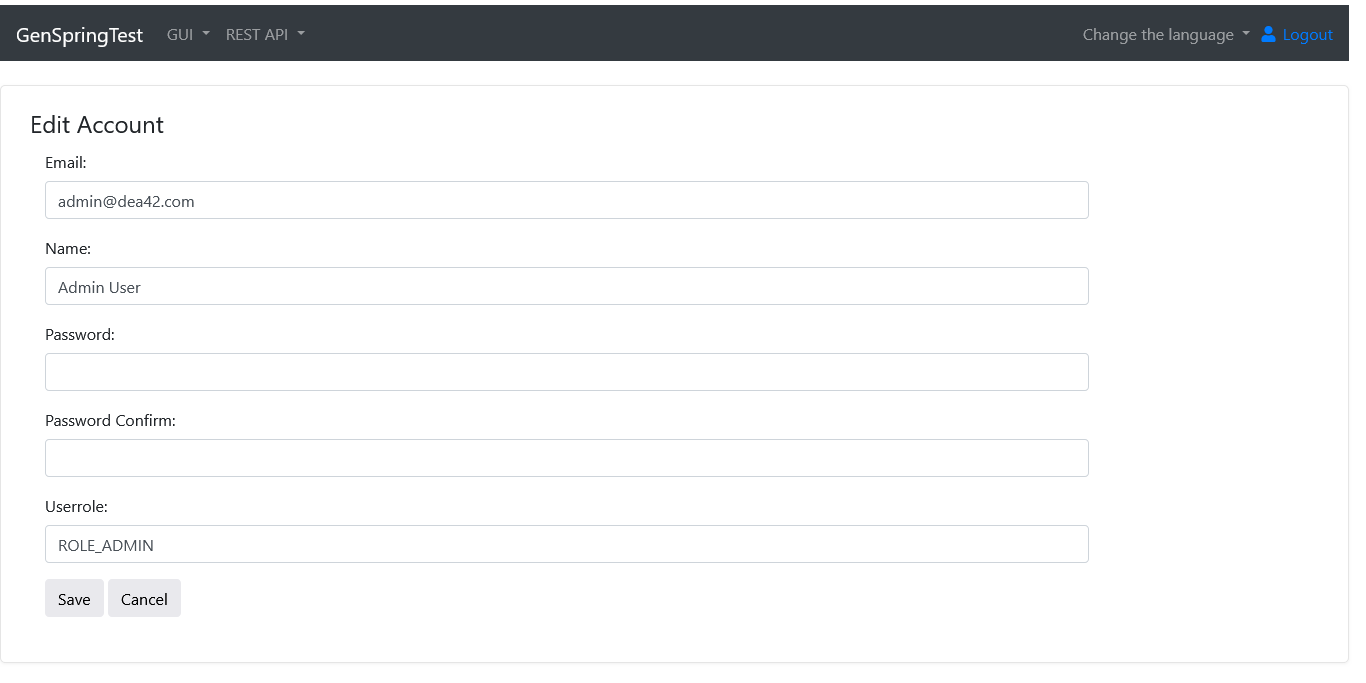 GenSpringTest GUI REST API Change the language Logout
Edit Account
Email:
admin@dea42.com
Name:
Admin User
Password:
Password Confirm:
Userrole:
ROLE_ADMIN
Save Cancel